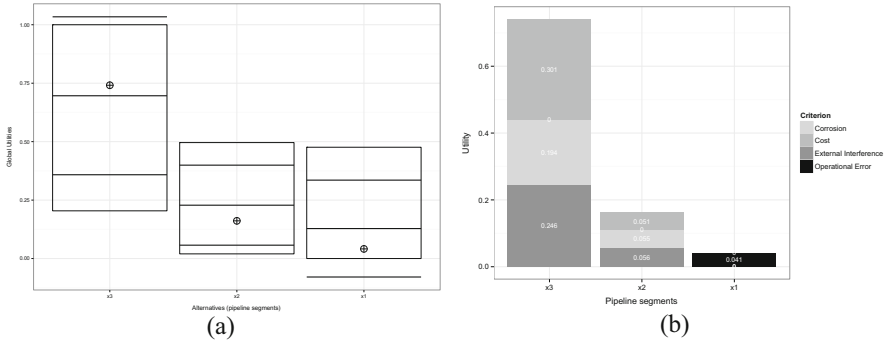 1.00
0.75
0.50
0.25
0.00
Global Utilities
x3 x2 x1
Alternatives (pipeline segments)
(a)
0.6
0.4
0.2
0.0
Utility
0.301
0
0.194
0.246
0.051
0
0.055
0.056
0
0.041
0
x3 x2 x1
Pipeline segments
(b)
Criterion
Corrosion
Cost
External Interference
Operational Error